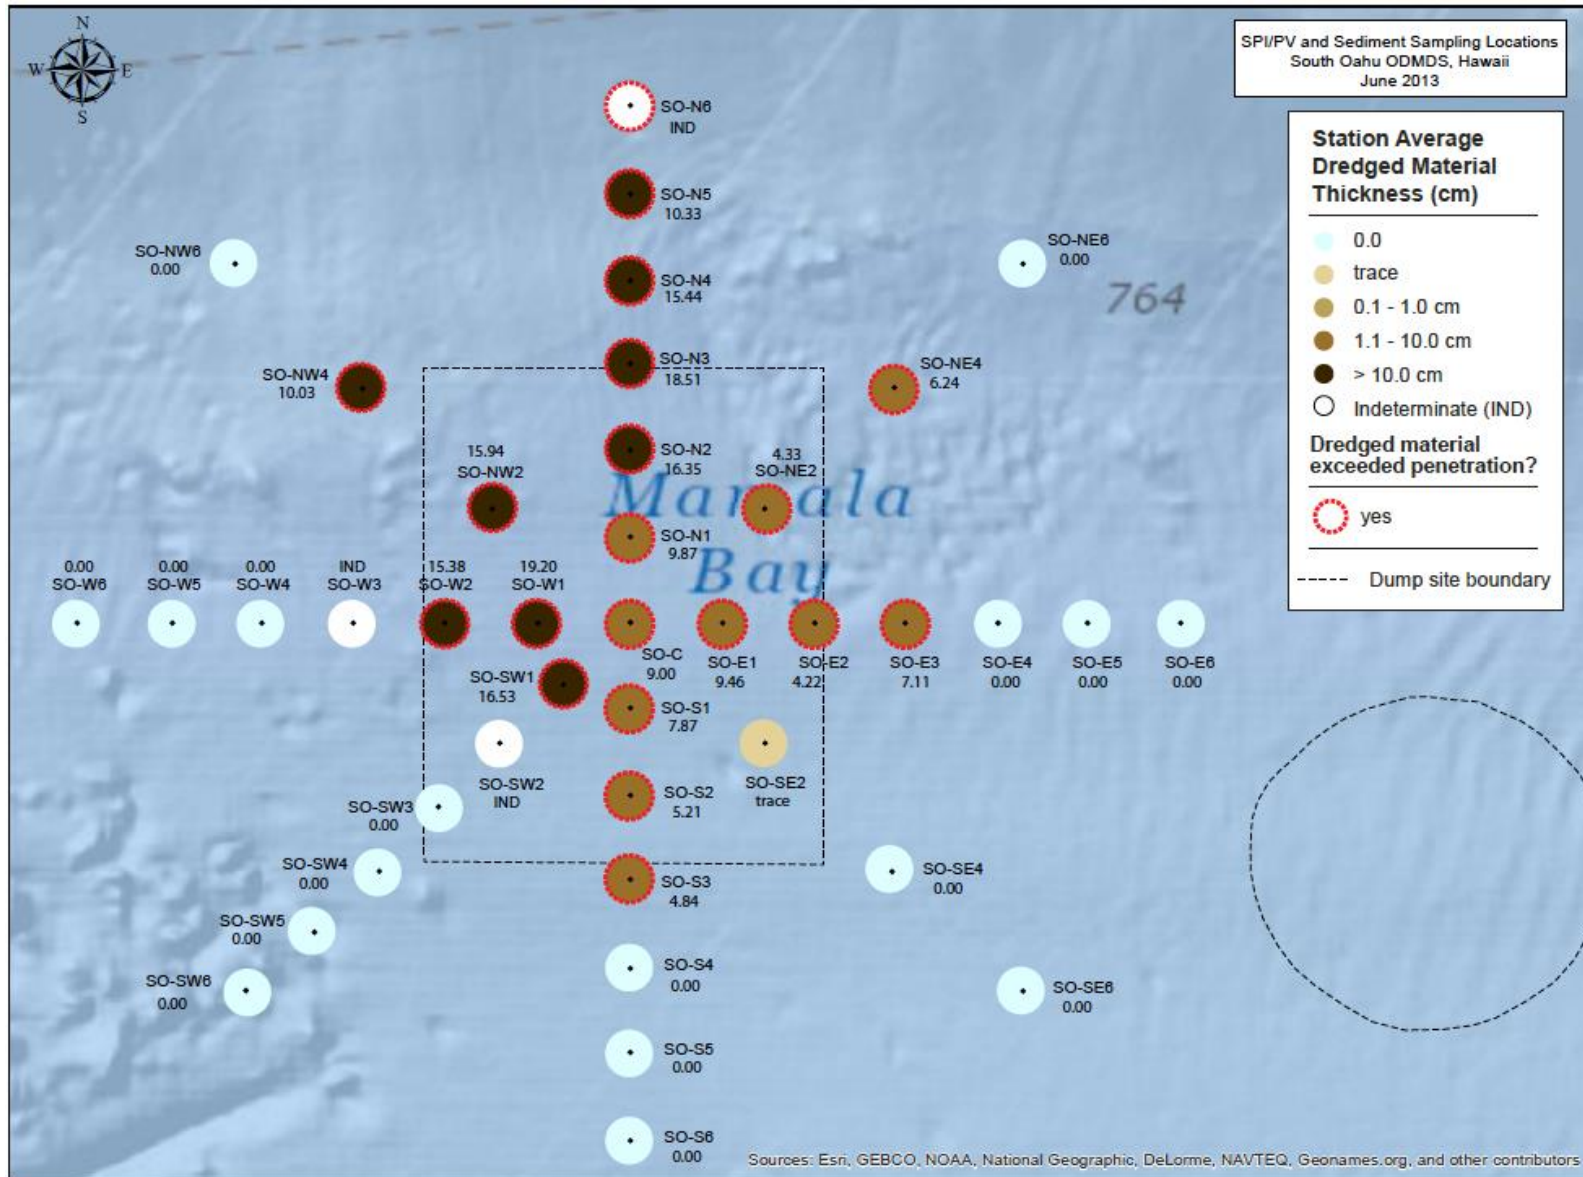 N
W E
S
SPI/PV and Sediment Sampling Locations
South Oahu ODMDS, Hawaii
June 2013
Station Average
Dredged Material
Thickness (cm)
0.0
trace
0.1 - 1.0 cm
1.1 - 10.0 cm
> 10.0 cm
Indeterminate (IND)
Dredged material
exceeded penetration?
yes
Dump site boundary
SO-N6
IND
SO-N5
10.33
SO-NW6
0.00
SO-NE6
0.00
SO-N4
15.44
764
SO-N3
18.51
SO-NW4
10.03
SO-NE4
6.24
SO-N2
16.35
15.94
SO-NW2
4.33
SO-NE2
Mamala
Bay
SO-N1
9.87
0.00
SO-W6
0.00
SO-W5
0.00
SO-W4
IND
SO-W3
15.38
SO-W2
19.20
SO-W1
SO-C
9.00
SO-E1
9.46
SO-E2
4.22
SO-E3
7.11
SO-E4
0.00
SO-E5
0.00
SO-E6
0.00
SO-SW1
16.53
SO-S1
7.87
SO-SW2
IND
SO-SE2
trace
SO-SW3
0.00
SO-S2
5.21
SO-SW4
0.00
SO-S3
4.84
SO-SE4
0.00
SO-SW5
0.00
SO-S4
0.00
SO-SW6
0.00
SO-SE6
0.00
SO-S5
0.00
SO-S6
0.00
Sources: Esri, GEBCO, NOAA, National Geographic, DeLorme, NAVTEQ, Geonames.org, and other contributors